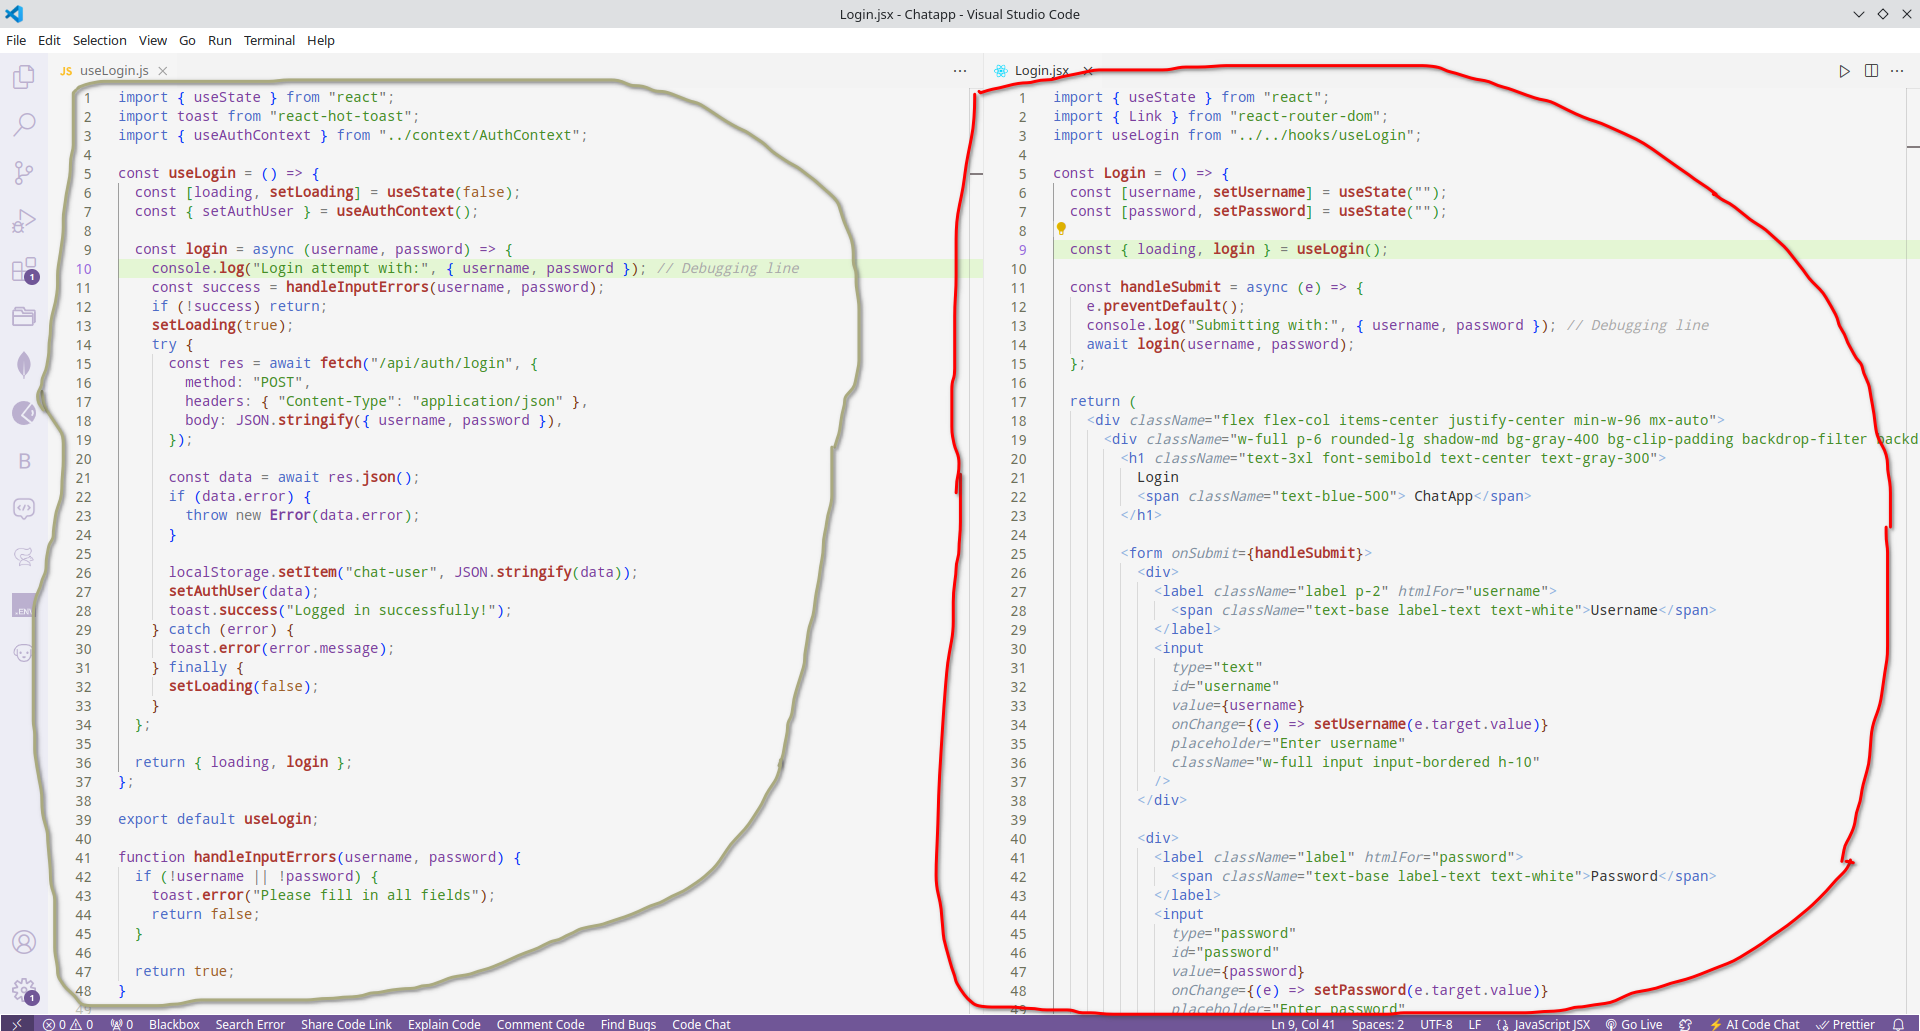 Login.jsx - Chatapp - Visual Studio Code
File Edit Selection View Go Run Terminal Help
JS useLogin.js
1 import { useState } from "react";
2 import toast from "react-hot-toast";
3 import { useAuthContext } from "../context/AuthContext";
4
5 const useLogin = () => {
6 const [loading, setLoading] = useState(false);
7 const { setAuthUser } = useAuthContext();
8
9 const login = async (username, password) => {
10 console.log("Login attempt with:", { username, password }); // Debugging line
11 const success = handleInputErrors(username, password);
12 if (!success) return;
13 setLoading(true);
14 try {
15 const res = await fetch("/api/auth/login", {
16 method: "POST",
17 headers: { "Content-Type": "application/json" },
18 body: JSON.stringify({ username, password }),
19 });
20
21 const data = await res.json();
22 if (data.error) {
23 throw new Error(data.error);
24 }
25
26 localStorage.setItem("chat-user", JSON.stringify(data));
27 setAuthUser(data);
28 toast.success("Logged in successfully!");
29 } catch (error) {
30 toast.error(error.message);
31 } finally {
32 setLoading(false);
33 }
34 };
35
36 return { loading, login };
37 };
38
39 export default useLogin;
40
41 function handleInputErrors(username, password) {
42 if (!username || !password) {
43 toast.error("Please fill in all fields");
44 return false;
45 }
46
47 return true;
48 }
49
Login.jsx
1 import { useState } from "react";
2 import { Link } from "react-router-dom";
3 import useLogin from "../../hooks/useLogin";
4
5 const Login = () => {
6 const [username, setUsername] = useState("");
7 const [password, setPassword] = useState("");
8
9 const { loading, login } = useLogin();
10
11 const handleSubmit = async (e) => {
12 e.preventDefault();
13 console.log("Submitting with:", { username, password }); // Debugging line
14 await login(username, password);
15 };
16
17 return (
18 <div className="flex flex-col items-center justify-center min-w-96 mx-auto">
19 <div className="w-full p-6 rounded-lg shadow-md bg-gray-400 bg-clip-padding backdrop-filter backd
20 <h1 className="text-3xl font-semibold text-center text-gray-300">
21 Login
22 <span className="text-blue-500"> ChatApp</span>
23 </h1>
24
25 <form onSubmit={handleSubmit}>
26 <div>
27 <label className="label p-2" htmlFor="username">
28 <span className="text-base label-text text-white">Username</span>
29 </label>
30 <input
31 type="text"
32 id="username"
33 value={username}
34 onChange={(e) => setUsername(e.target.value)}
35 placeholder="Enter username"
36 className="w-full input input-bordered h-10"
37 />
38 </div>
39
40 <div>
41 <label className="label" htmlFor="password">
42 <span className="text-base label-text text-white">Password</span>
43 </label>
44 <input
45 type="password"
46 id="password"
47 value={password}
48 onChange={(e) => setPassword(e.target.value)}
49 placeholder="Enter password"
1
B
.ENV
1
0 0 0 Blackbox Search Error Share Code Link Explain Code Comment Code Find Bugs Code Chat Ln 9, Col 41 Spaces: 2 UTF-8 LF JavaScript JSX Go Live AI Code Chat Prettier